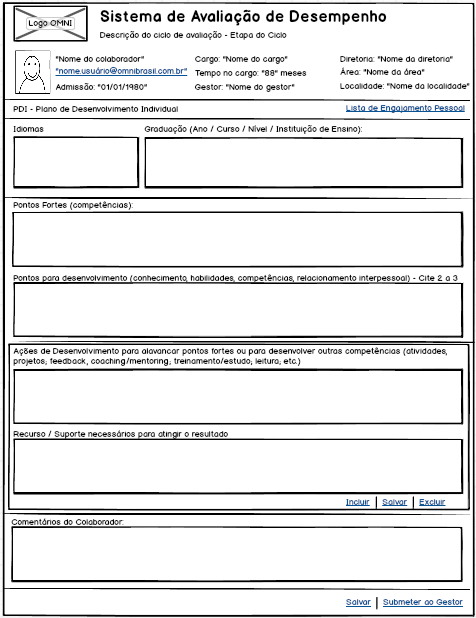 Logo OMNI
Sistema de Avaliação de Desempenho
Descrição do ciclo de avaliação - Etapa do Ciclo
"Nome do colaborador"
"nome.usuário@omnibrasil.com.br"
Admissão: "01/01/1980"
Cargo: "Nome do cargo"
Tempo no cargo: "88" meses
Gestor: "Nome do gestor"
Diretoria: "Nome da diretoria"
Área: "Nome da área"
Localidade: "Nome da localidade"
PDI - Plano de Desenvolvimento Individual
Lista de Engajamento Pessoal
Idiomas
Graduação (Ano / Curso / Nível / Instituição de Ensino):
Pontos Fortes (competências):
Pontos para desenvolvimento (conhecimento, habilidades, competências, relacionamento interpessoal) - Cite 2 a 3
Ações de Desenvolvimento para alavancar pontos fortes ou para desenvolver outras competências (atividades,
projetos, feedback, coaching/mentoring, treinamento/estudo, leitura, etc.)
Recurso / Suporte necessários para atingir o resultado
Incluir | Salvar | Excluir
Comentários do Colaborador:
Salvar | Submeter ao Gestor